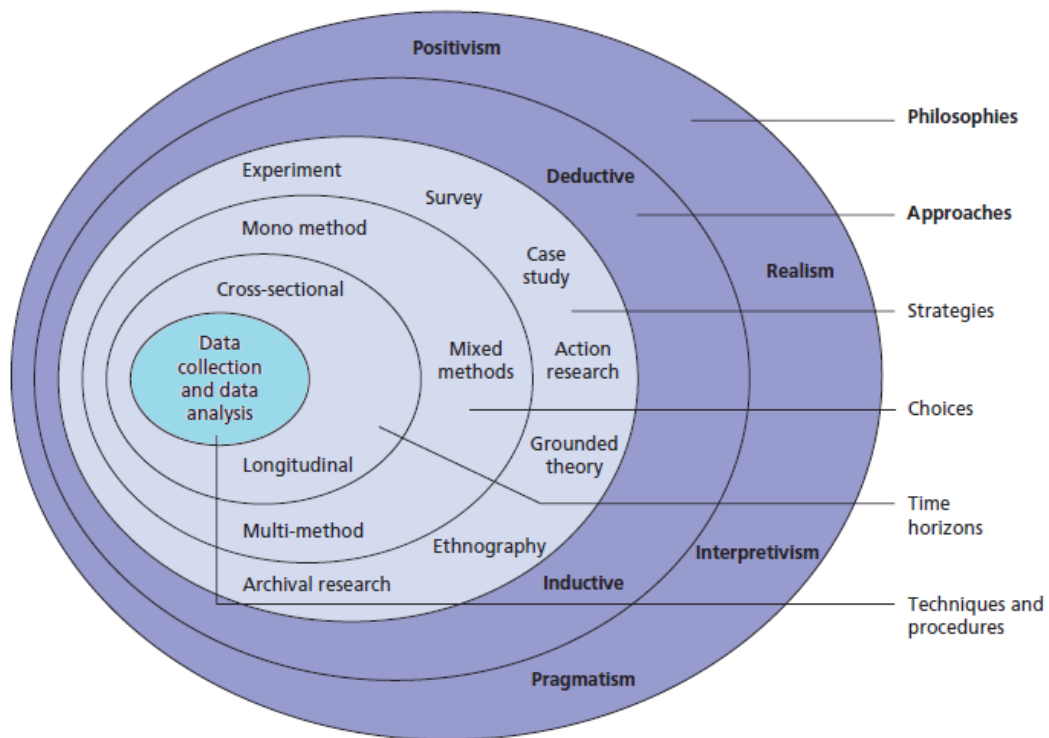 Positivism
Philosophies
Experiment
Deductive
Survey
Approaches
Mono method
Case
study
Realism
Cross-sectional
Strategies
Data
collection
and data
analysis
Mixed
methods
Action
research
Choices
Grounded
theory
Longitudinal
Time
horizons
Multi-method
Ethnography
Interpretivism
Archival research
Inductive
Techniques and
procedures
Pragmatism